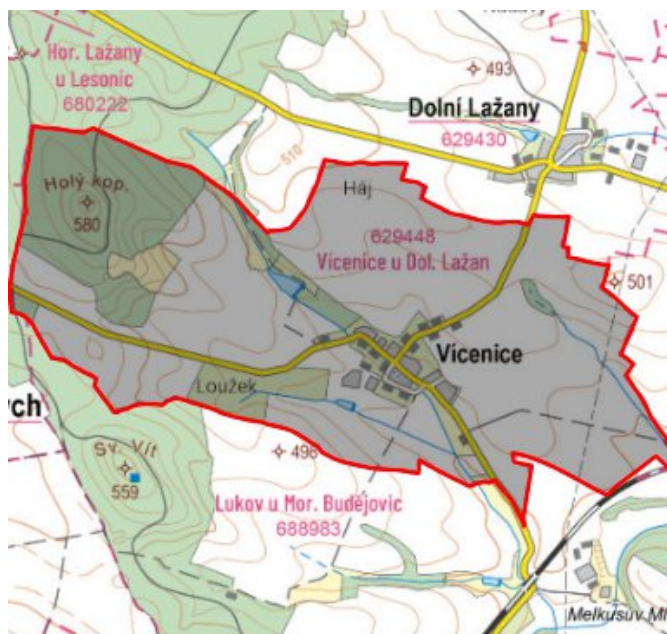 Hor. Lažany
u Lesonic
680222
493
Dolní Lažany
629430
510
Háj
Holý kop.
580
629448
Vícenice u Dol. Lažan
501
Vícenice
Loužek
ych
Sv. Vít
559
496
Lukov u Mor. Budějovic
688983
Melkusův Ml